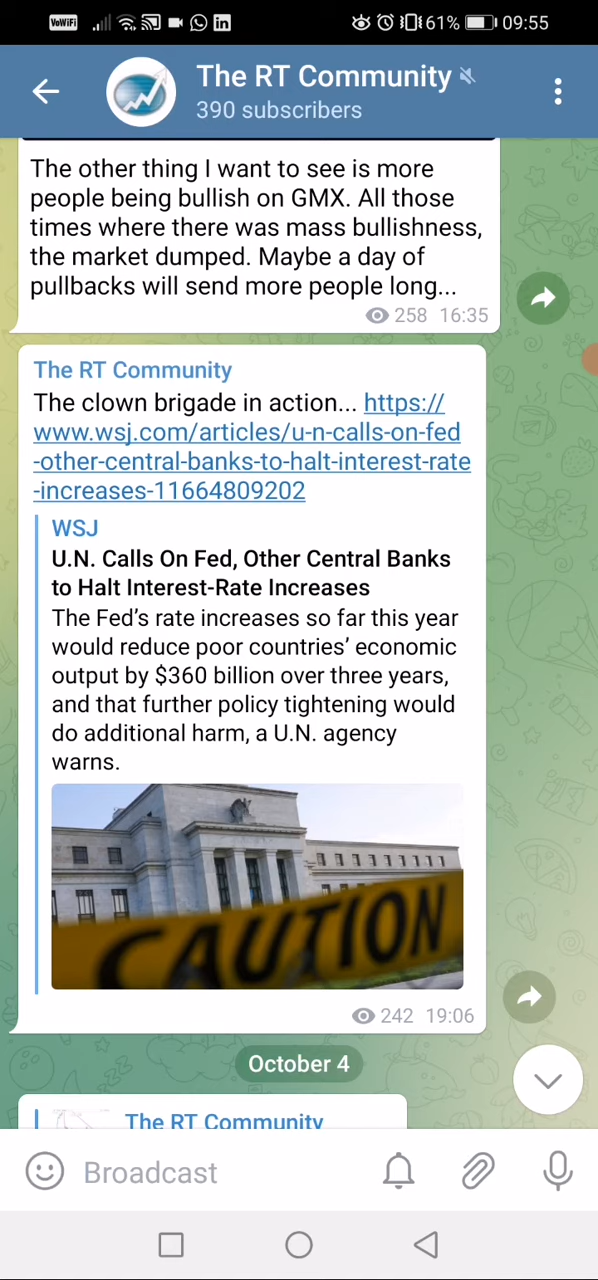 VoWiFi 61% 09:55
The RT Community
390 subscribers
The other thing I want to see is more
people being bullish on GMX. All those
times where there was mass bullishness,
the market dumped. Maybe a day of
pullbacks will send more people long...
258 16:35
The RT Community
The clown brigade in action... https://
www.wsj.com/articles/u-n-calls-on-fed
-other-central-banks-to-halt-interest-rate
-increases-11664809202
WSJ
U.N. Calls On Fed, Other Central Banks
to Halt Interest-Rate Increases
The Fed’s rate increases so far this year
would reduce poor countries’ economic
output by $360 billion over three years,
and that further policy tightening would
do additional harm, a U.N. agency
warns.
CAUTION
242 19:06
October 4
The RT Community
Broadcast